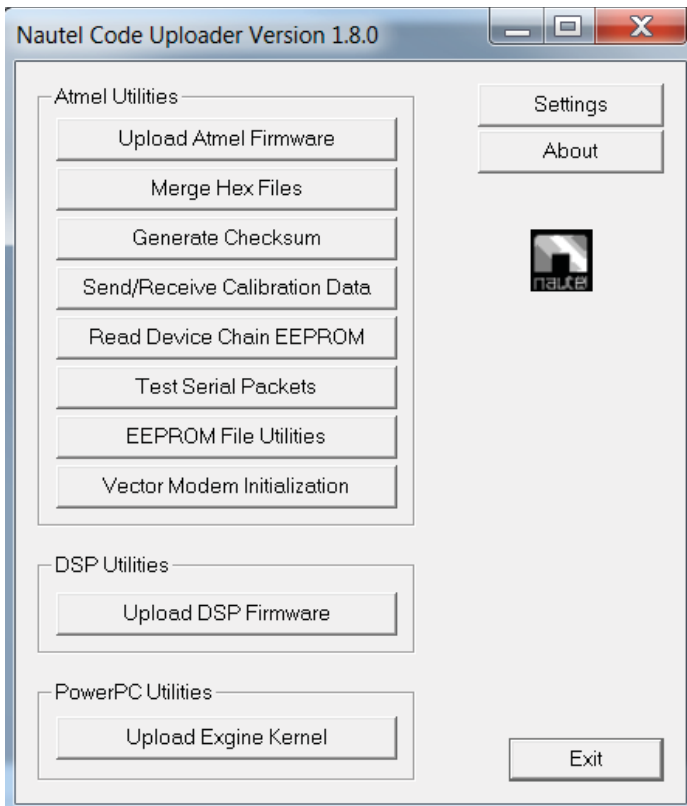 Nautel Code Uploader Version 1.8.0
Atmel Utilities
Upload Atmel Firmware
Merge Hex Files
Generate Checksum
Send/Receive Calibration Data
Read Device Chain EEPROM
Test Serial Packets
EEPROM File Utilities
Vector Modem Initialization
DSP Utilities
Upload DSP Firmware
PowerPC Utilities
Upload Exgine Kernel
Settings
About
nautel
Exit